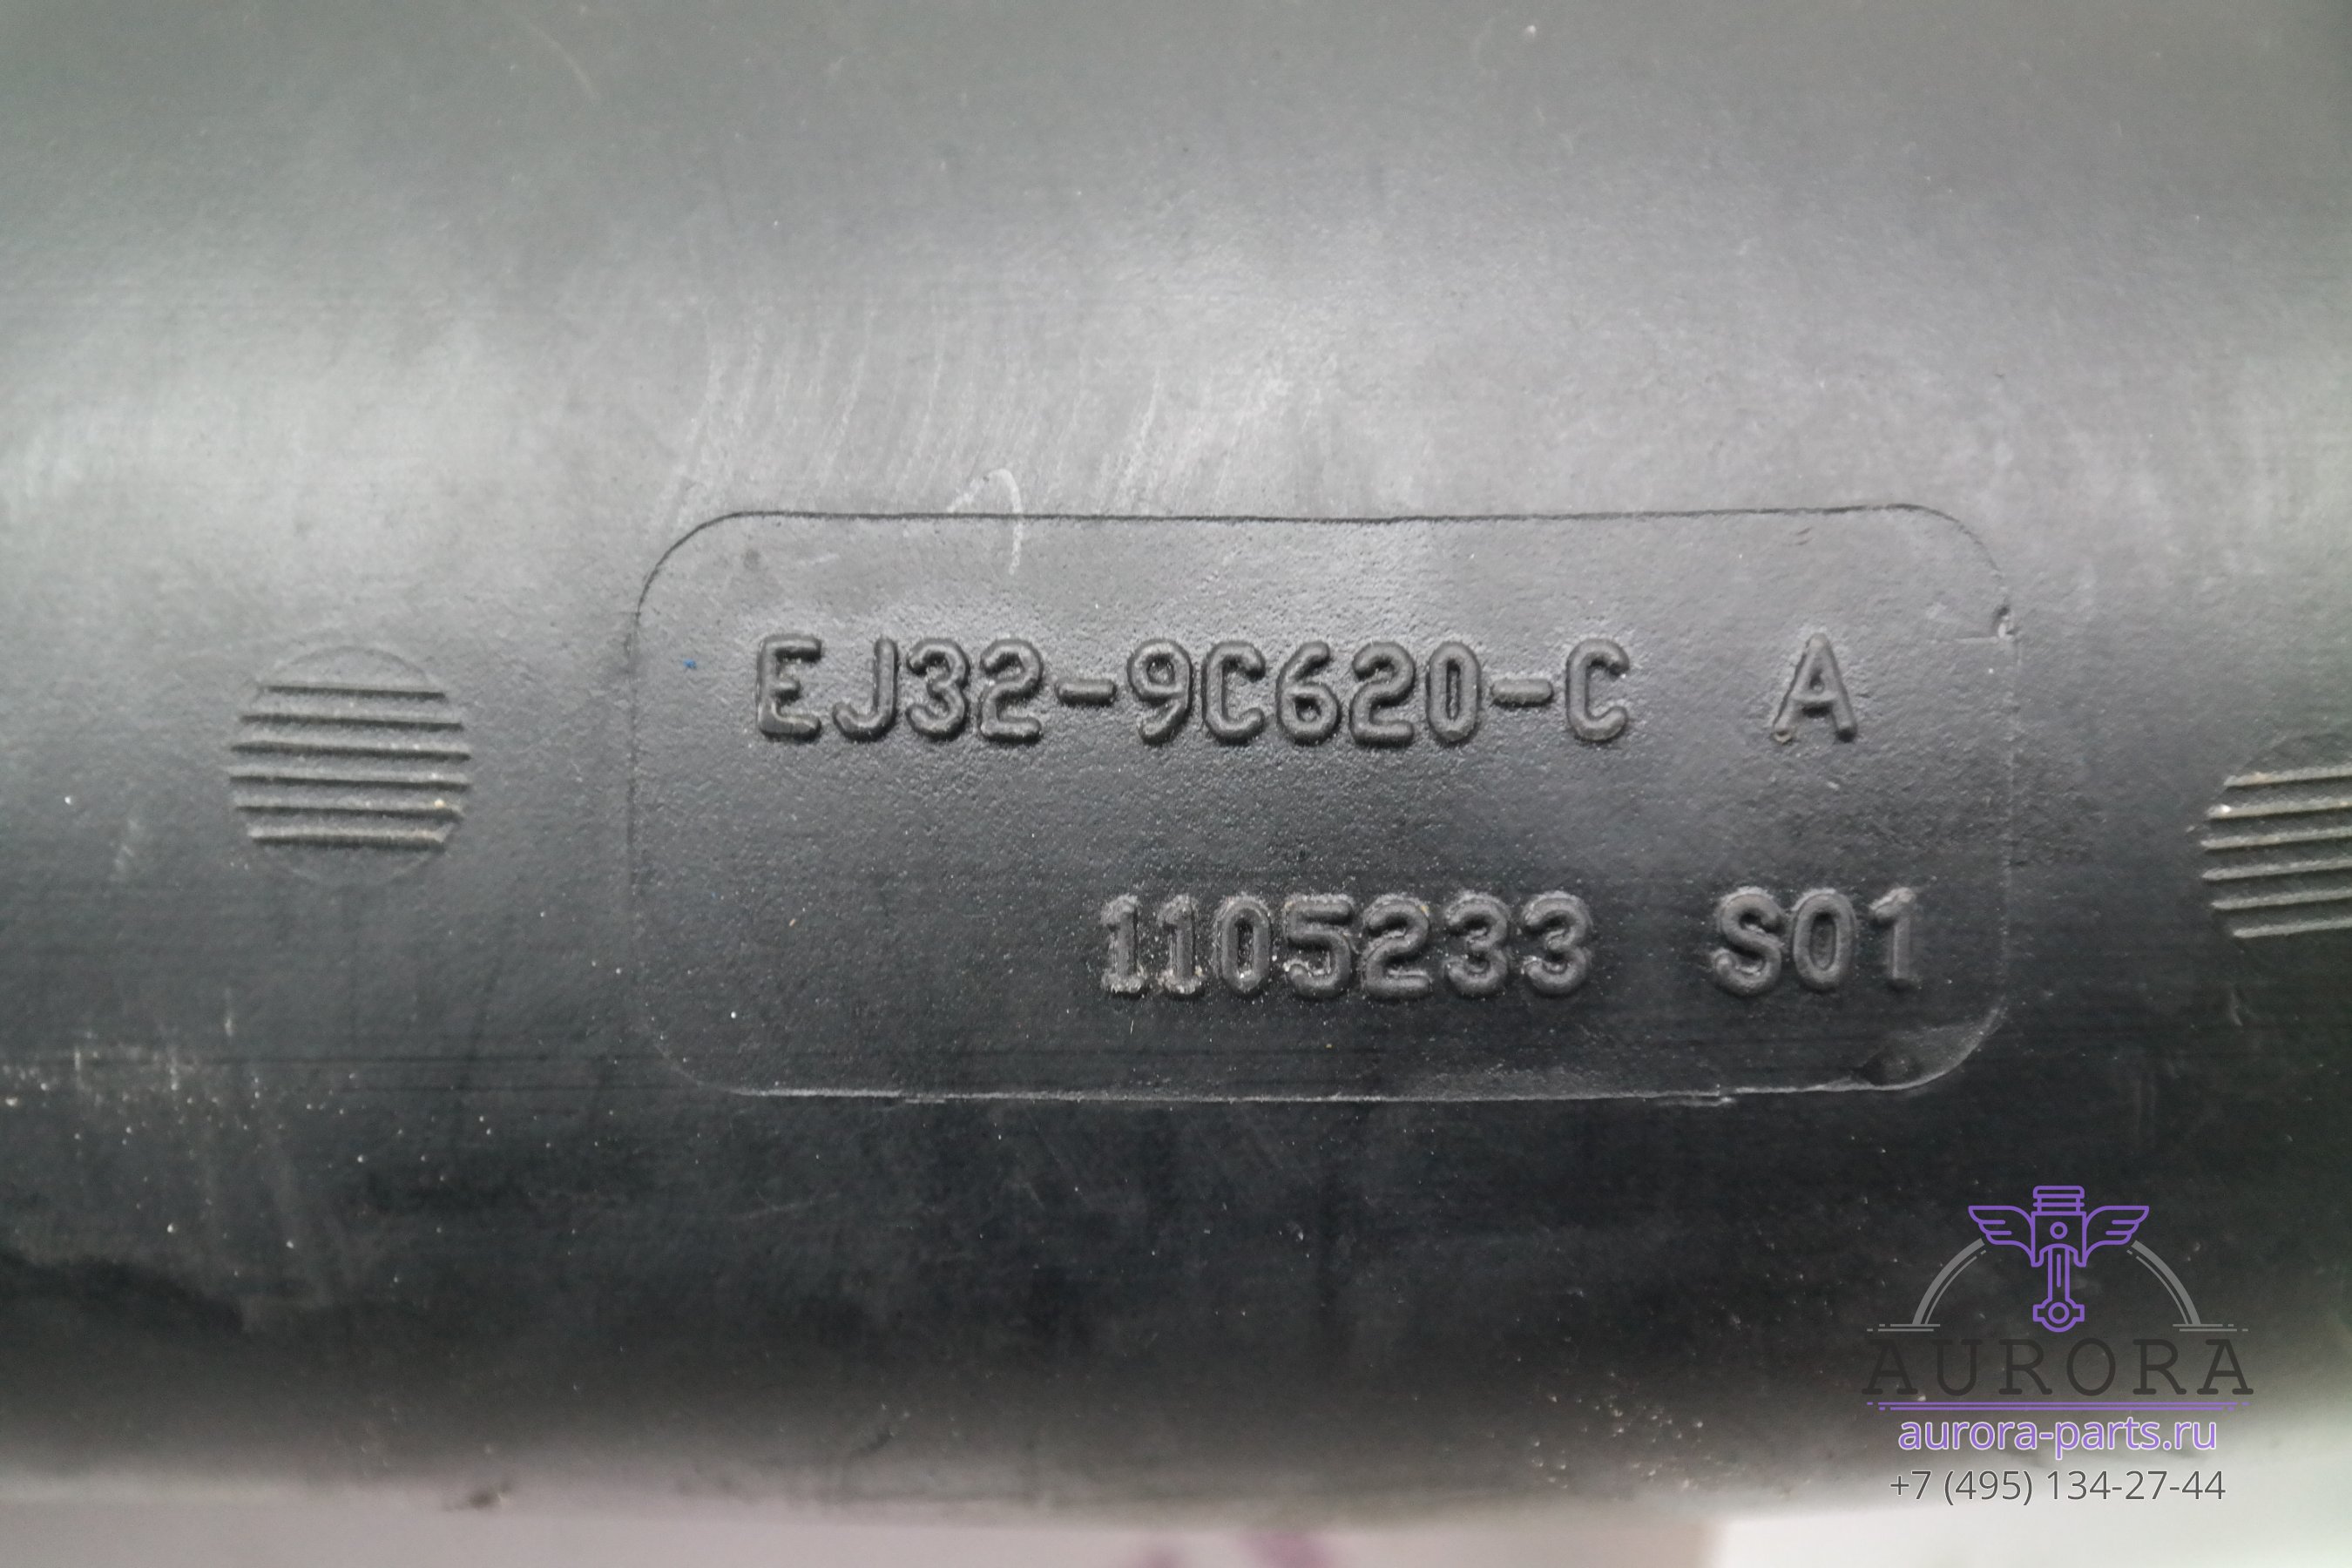 EJ32-9C620-C A
1105233 S01
AURORA
aurora-parts.ru
+7 (495) 134-27-44